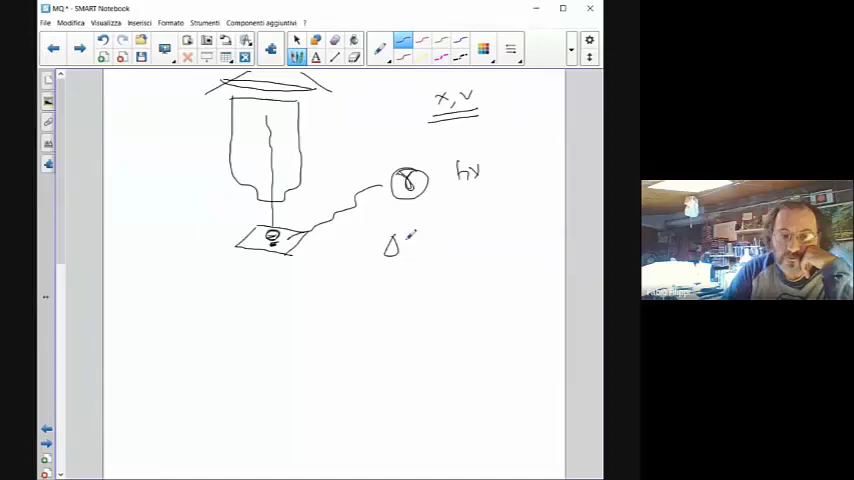 MQ * - SMART Notebook
File Modifica Visualizza Inserisci Formato Strumenti Componenti aggiuntivi ?
x, v
γ hν
Δ